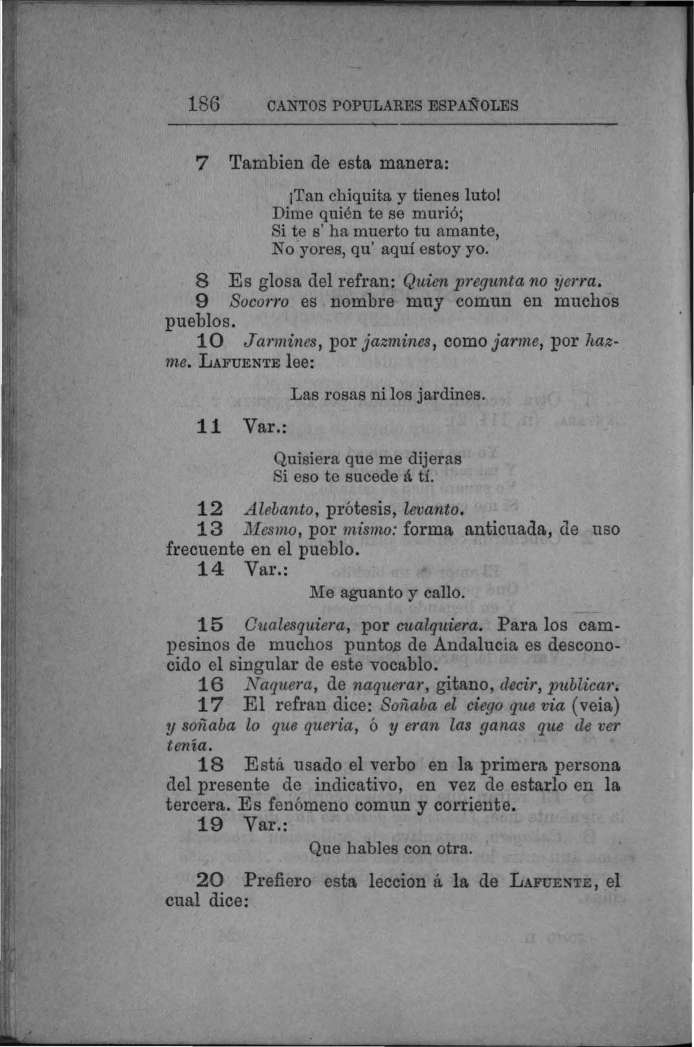 186 CANTOS POPULARES ESPAÑOLES
7 Tambien de esta manera:
¡Tan chiquita y tienes luto!
Dime quién te se murió;
Si te s' ha muerto tu amante,
No yores, qu' aquí estoy yo.
8 Es glosa del refran: Quien pregunta no yerra.
9 Socorro es nombre muy comun en muchos
pueblos.
10 Jarmines, por jazmines, como jarme, por haz-
me. LAFUENTE lee:
Las rosas ni los jardines.
11 Var.:
Quisiera que me dijeras
Si eso te sucede á tí.
12 Alebanto, prótesis, levanto.
13 Mesmo, por mismo: forma anticuada, de uso
frecuente en el pueblo.
14 Var.:
Me aguanto y callo.
15 Cualesquiera, por cualquiera. Para los cam-
pesinos de muchos puntos de Andalucía es descono-
cido el singular de este vocablo.
16 Naquera, de naquerar, gitano, decir, publicar.
17 El refran dice: Soñaba el ciego que via (veia)
y soñaba lo que queria, ó y eran las ganas que de ver
tenía.
18 Está usado el verbo en la primera persona
del presente de indicativo, en vez de estarlo en la
tercera. Es fenómeno comun y corriente.
19 Var.:
Que hables con otra.
20 Prefiero esta leccion á la de LAFUENTE, el
cual dice: